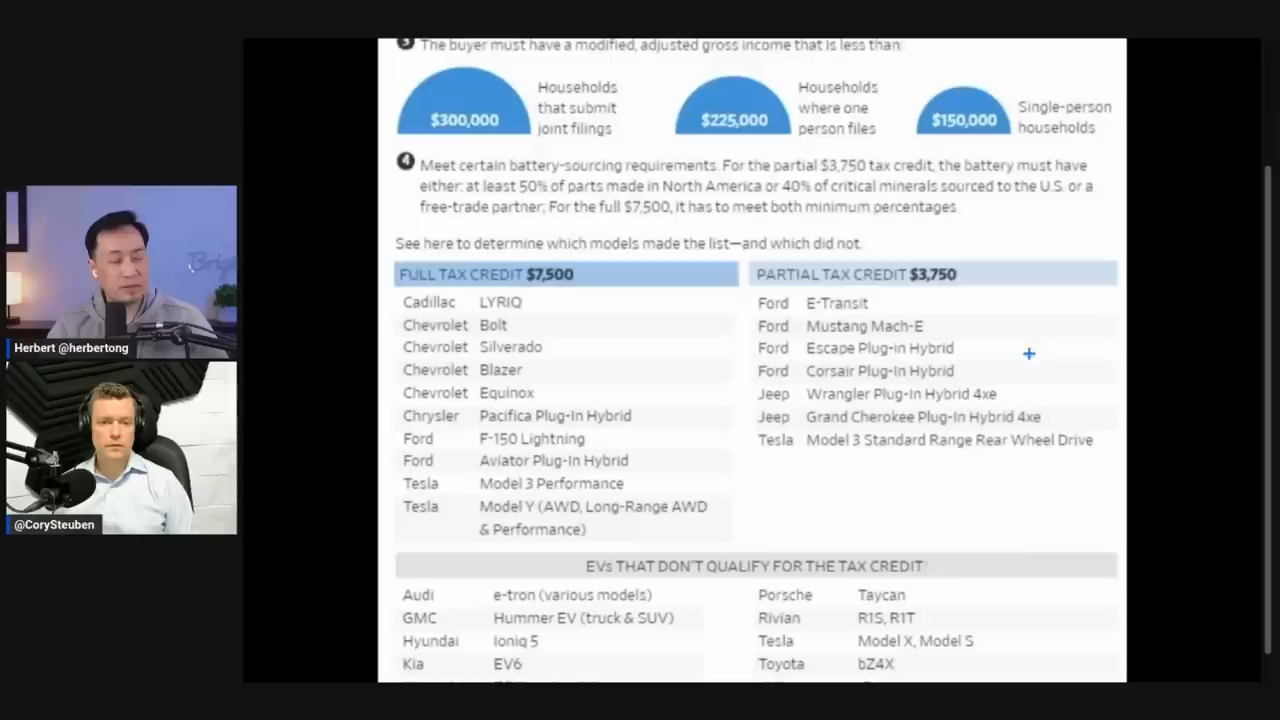 3 The buyer must have a modified, adjusted gross income that is less than:
$300,000
Households
that submit
joint filings
$225,000
Households
where one
person files
$150,000
Single-person
households
4 Meet certain battery-sourcing requirements. For the partial $3,750 tax credit, the battery must have
either: at least 50% of parts made in North America or 40% of critical minerals sourced to the U.S. or a
free-trade partner; For the full $7,500, it has to meet both minimum percentages
See here to determine which models made the list—and which did not.
FULL TAX CREDIT $7,500
Cadillac LYRIQ
Chevrolet Bolt
Chevrolet Silverado
Chevrolet Blazer
Chevrolet Equinox
Chrysler Pacifica Plug-In Hybrid
Ford F-150 Lightning
Ford Aviator Plug-In Hybrid
Tesla Model 3 Performance
Tesla Model Y (AWD, Long-Range AWD
& Performance)
PARTIAL TAX CREDIT $3,750
Ford E-Transit
Ford Mustang Mach-E
Ford Escape Plug-in Hybrid
Ford Corsair Plug-In Hybrid
Jeep Wrangler Plug-In Hybrid 4xe
Jeep Grand Cherokee Plug-In Hybrid 4xe
Tesla Model 3 Standard Range Rear Wheel Drive
EVs THAT DON'T QUALIFY FOR THE TAX CREDIT
Audi e-tron (various models)
GMC Hummer EV (truck & SUV)
Hyundai Ioniq 5
Kia EV6
Porsche Taycan
Rivian R1S, R1T
Tesla Model X, Model S
Toyota bZ4X
Herbert @herbertong
@CorySteuben